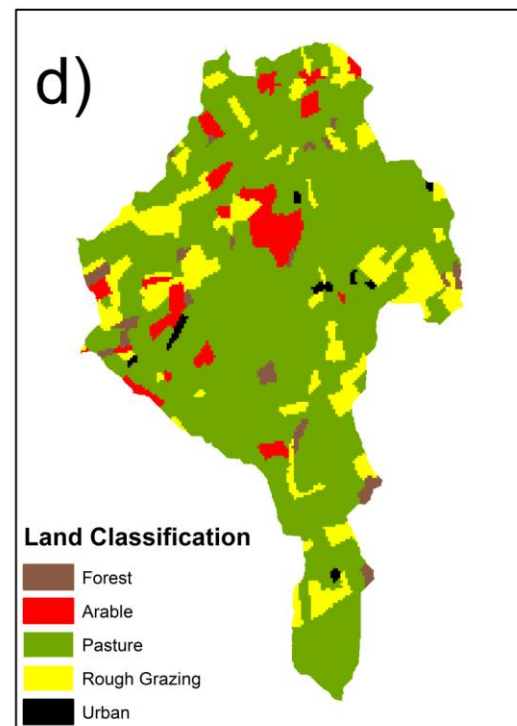 d)
Land Classification
Forest
Arable
Pasture
Rough Grazing
Urban